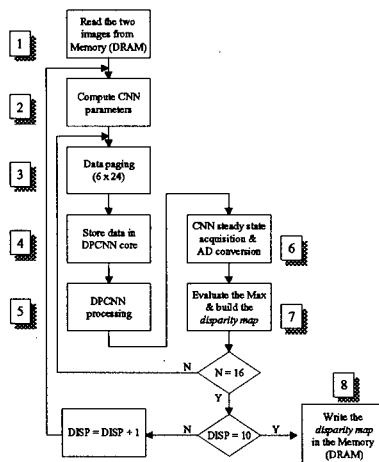 1
Read the two
images from
Memory (DRAM)
2
Compute CNN
parameters
3
Data paging
(6 x 24)
4
Store data in
DPCNN core
5
DPCNN
processing
CNN steady state
acquisition &
AD conversion
6
Evaluate the Max
& build the
disparity map
7
N
N = 16
Y
DISP = DISP + 1
N
DISP = 10
Y
8
Write the
disparity map
in the Memory
(DRAM)